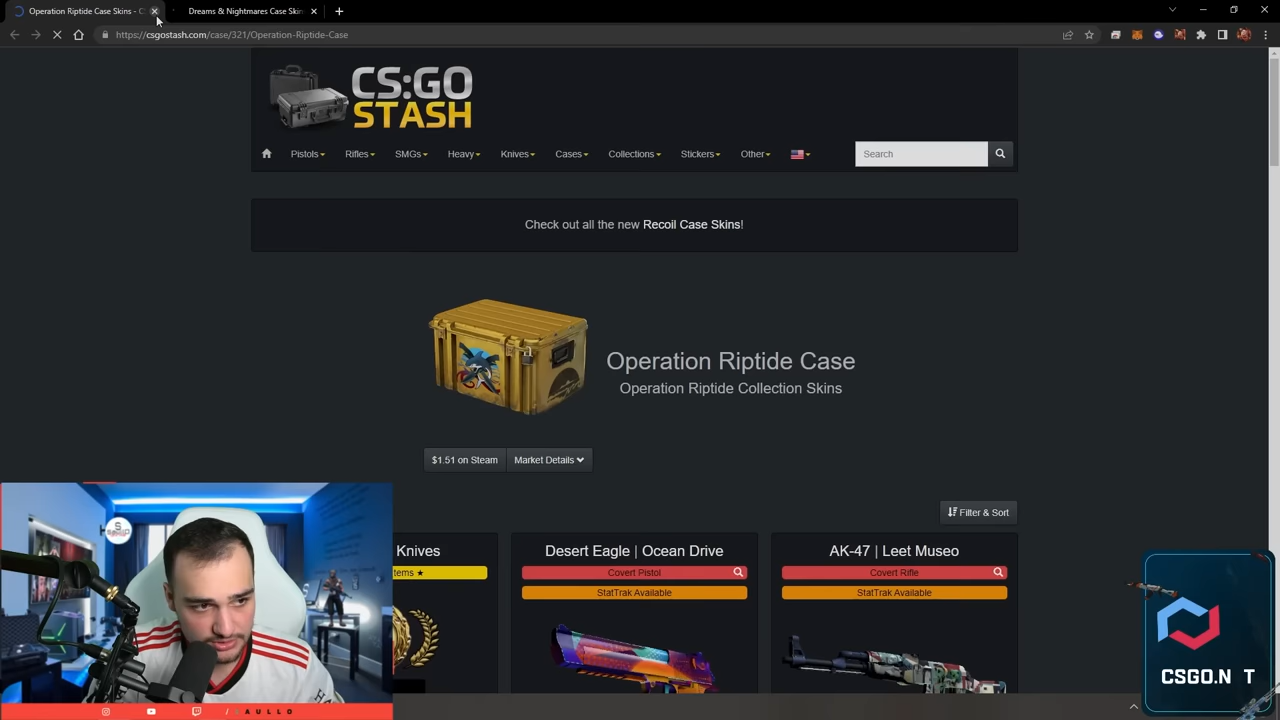 Operation Riptide Case Skins - C
Dreams & Nightmares Case Skin
https://csgostash.com/case/321/Operation-Riptide-Case
CS:GO
STASH
Pistols Rifles SMGs Heavy Knives Cases Collections Stickers Other
Search
Check out all the new Recoil Case Skins!
Operation Riptide Case
Operation Riptide Collection Skins
$1.51 on Steam Market Details
Filter & Sort
Knives
Desert Eagle | Ocean Drive
AK-47 | Leet Museo
tems ★
Covert Pistol
Covert Rifle
StatTrak Available
StatTrak Available
CSGO.N T
AULLO